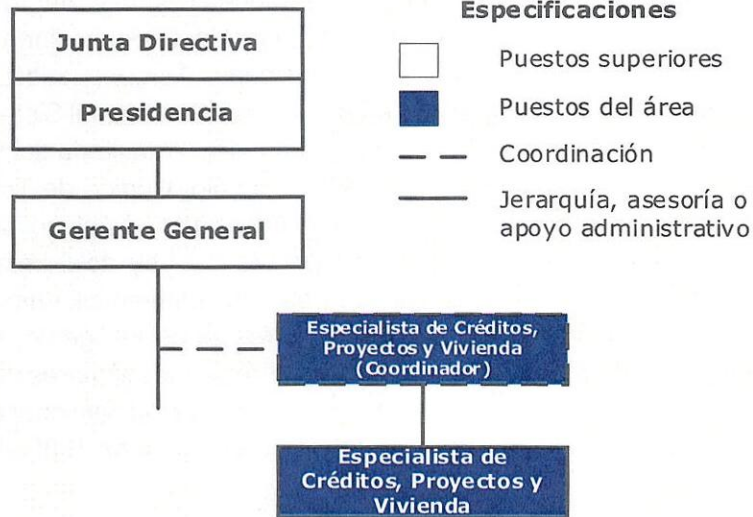 Junta Directiva
Presidencia
Gerente General
Especialista de Créditos,
Proyectos y Vivienda
(Coordinador)
Especialista de
Créditos, Proyectos y
Vivienda
Especificaciones
Puestos superiores
Puestos del área
Coordinación
Jerarquía, asesoría o
apoyo administrativo